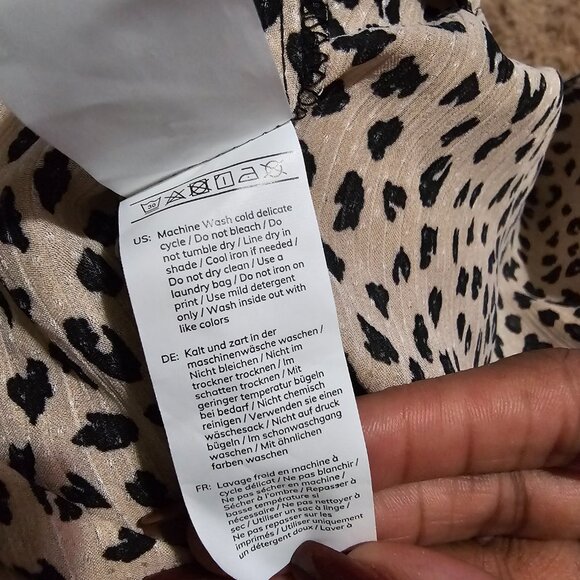 30
US: Machine Wash cold delicate
cycle / Do not bleach / Do
not tumble dry / Line dry in
shade / Cool iron if needed /
Do not dry clean / Use a
laundry bag / Do not iron on
print / Use mild detergent
only / Wash inside out with
like colors
DE: Kalt und zart in der
maschinenwäsche waschen /
Nicht bleichen / Nicht im
trockner trocknen / Im
schatten trocknen / Mit
geringer temperatur bügeln
bei bedarf / Nicht chemisch
reinigen / Verwenden sie einen
wäschesack / Nicht auf druck
bügeln / Im schonwaschgang
waschen / Mit ähnlichen
farben waschen
FR: Lavage froid en machine à
cycle délicat / Ne pas blanchir /
Ne pas sécher en machine /
Sécher à l'ombre / Repasser à
basse température si
nécessaire / Ne pas nettoyer à
sec / Utiliser un sac à linge /
Ne pas repasser sur les
imprimés / Utiliser uniquement
un détergent doux / Laver à